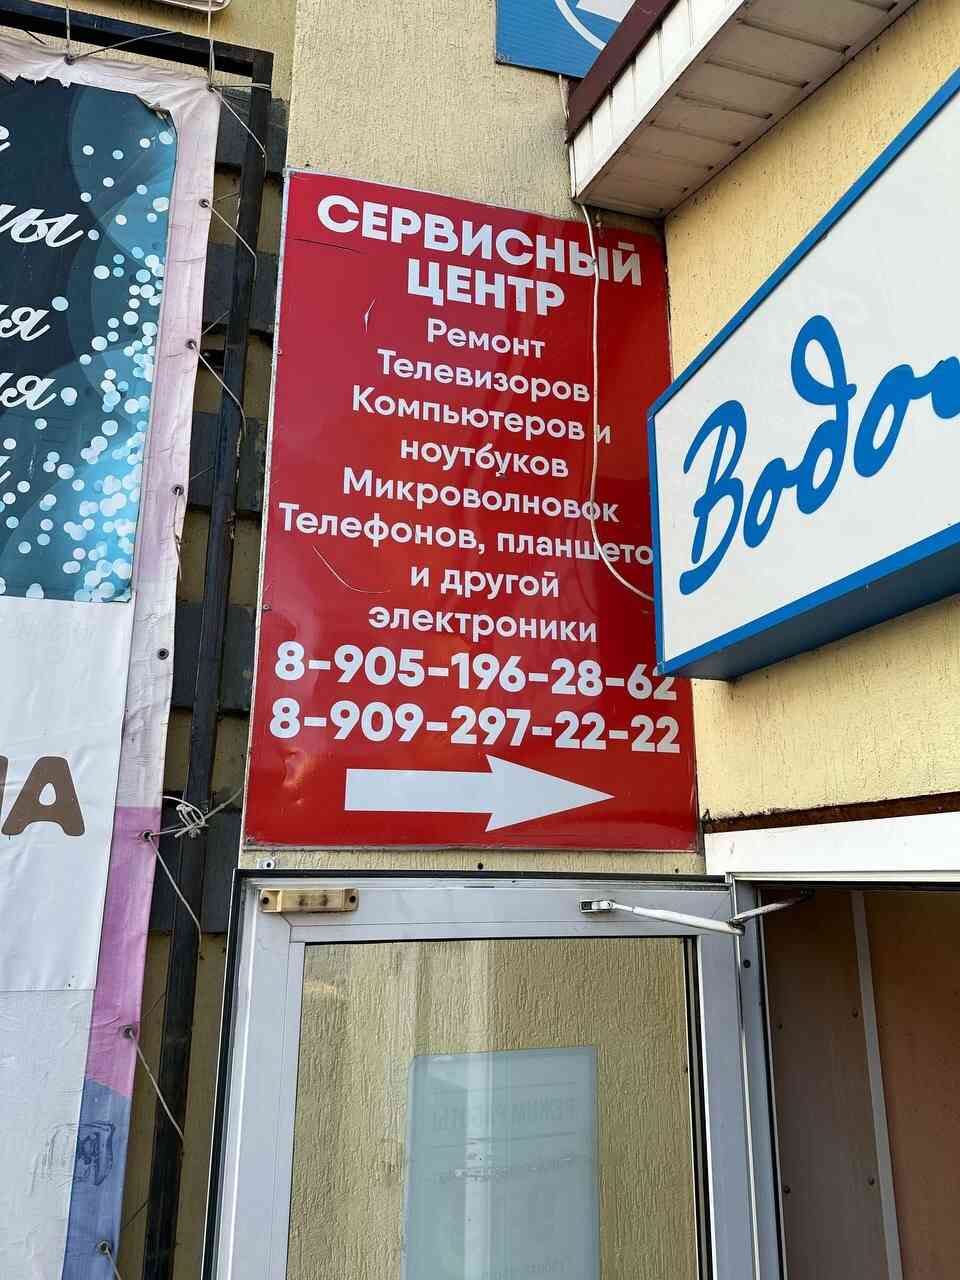 СЕРВИСНЫЙ
ЦЕНТР
Ремонт
Телевизоров
Компьютеров и
ноутбуков
Микроволновок
Телефонов, планшето
и другой
электроники
8-905-196-28-62
8-909-297-22-22
Водо